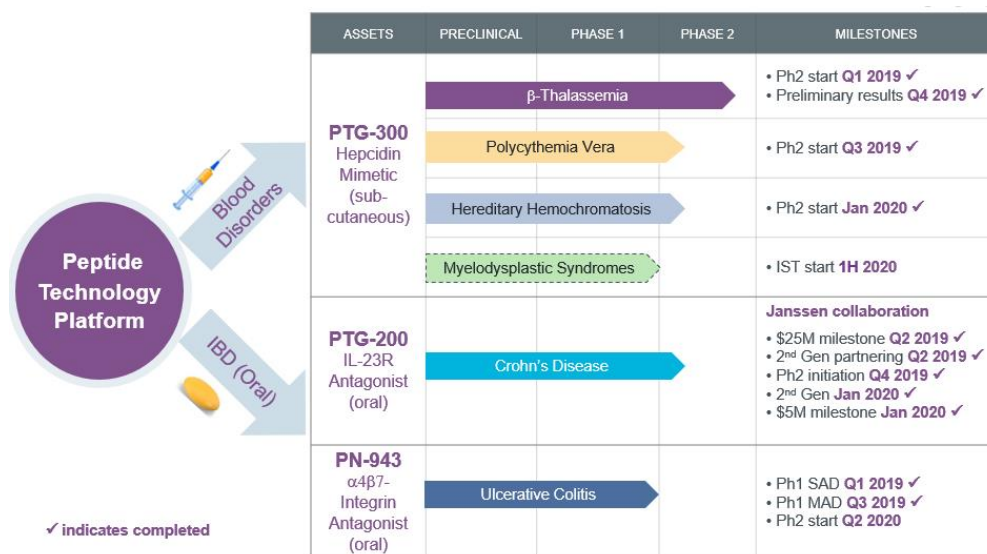 ASSETS PRECLINICAL PHASE 1 PHASE 2 MILESTONES
Peptide
Technology
Platform
Blood
Disorders
IBD (Oral)
PTG-300
Hepcidin
Mimetic
(sub-
cutaneous)
β-Thalassemia
• Ph2 start Q1 2019 ✓
• Preliminary results Q4 2019 ✓
Polycythemia Vera
• Ph2 start Q3 2019 ✓
Hereditary Hemochromatosis
• Ph2 start Jan 2020 ✓
Myelodysplastic Syndromes
• IST start 1H 2020
PTG-200
IL-23R
Antagonist
(oral)
Crohn's Disease
Janssen collaboration
• $25M milestone Q2 2019 ✓
• 2nd Gen partnering Q2 2019 ✓
• Ph2 initiation Q4 2019 ✓
• 2nd Gen Jan 2020 ✓
• $5M milestone Jan 2020 ✓
PN-943
α4β7-
Integrin
Antagonist
(oral)
Ulcerative Colitis
• Ph1 SAD Q1 2019 ✓
• Ph1 MAD Q3 2019 ✓
• Ph2 start Q2 2020
✓ indicates completed